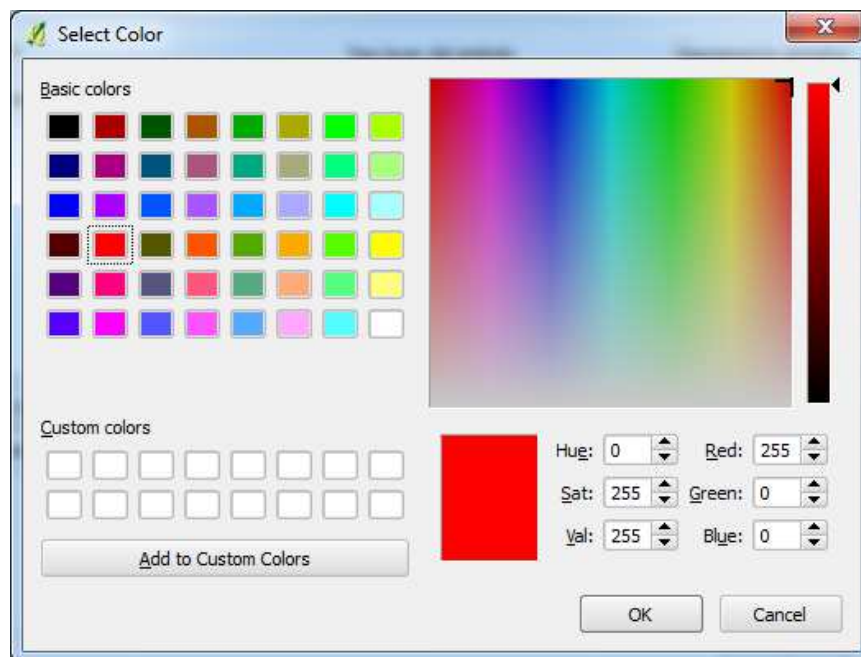 Select Color
Basic colors
Custom colors
Add to Custom Colors
Hue: 0 Red: 255
Sat: 255 Green: 0
Val: 255 Blue: 0
OK Cancel